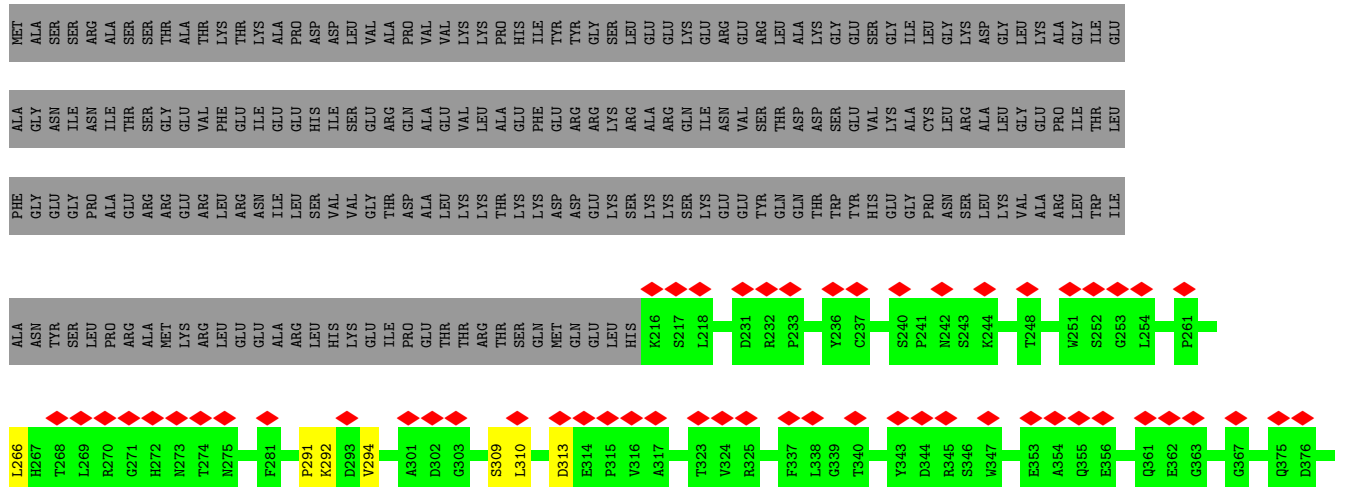 MET ALA SER SER ARG ALA SER SER THR ALA THR LYS THR LYS ALA PRO ASP ASP LEU VAL ALA PRO VAL VAL LYS LYS PRO HIS ILE TYR TYR GLY SER LEU GLU GLU LYS GLU ARG GLU ARG LEU ALA LYS GLY GLU SER GLY ILE LEU GLY LYS ASP GLY LEU LYS ALA GLY ILE GLU
ALA GLY ASN ILE ASN ILE THR SER GLY GLU VAL PHE GLU ILE GLU GLU HIS ILE SER GLU ARG GLN ALA GLU VAL LEU ALA GLU PHE GLU ARG ARG LYS ARG ALA ARG GLN ILE ASN VAL SER THR ASP ASP SER GLU VAL LYS ALA CYS LEU ARG ALA LEU GLY GLU PRO ILE THR LEU
PHE GLY GLU GLY PRO ALA GLU ARG ARG GLU ARG LEU ARG ASN ILE LEU SER VAL VAL GLY THR ASP ALA LEU LYS LYS THR LYS LYS ASP ASP GLU LYS SER LYS LYS SER LYS GLU GLU TYR GLN GLN THR TRP TYR HIS GLU GLY PRO ASN SER LEU LYS VAL ALA ARG LEU TRP ILE
ALA ASN TYR SER LEU PRO ARG ALA MET LYS ARG LEU GLU GLU ALA ARG LEU HIS LYS GLU ILE PRO GLU THR THR ARG THR SER GLN MET GLN GLU LEU HIS K216 S217 L218 D231 R232 P233 Y236 C237 S240 P241 N242 S243 K244 T248 W251 S252 G253 L254 P261
L266 H267 T268 L269 R270 G271 H272 N273 T274 N275 F281 P291 K292 D293 V294 A301 D302 G303 S309 L310 D313 E314 P315 V316 A317 T323 V324 R325 F337 L338 G339 T340 Y343 D344 R345 S346 W347 E353 A354 Q355 E356 Q361 E362 G363 G367 Q375 D376